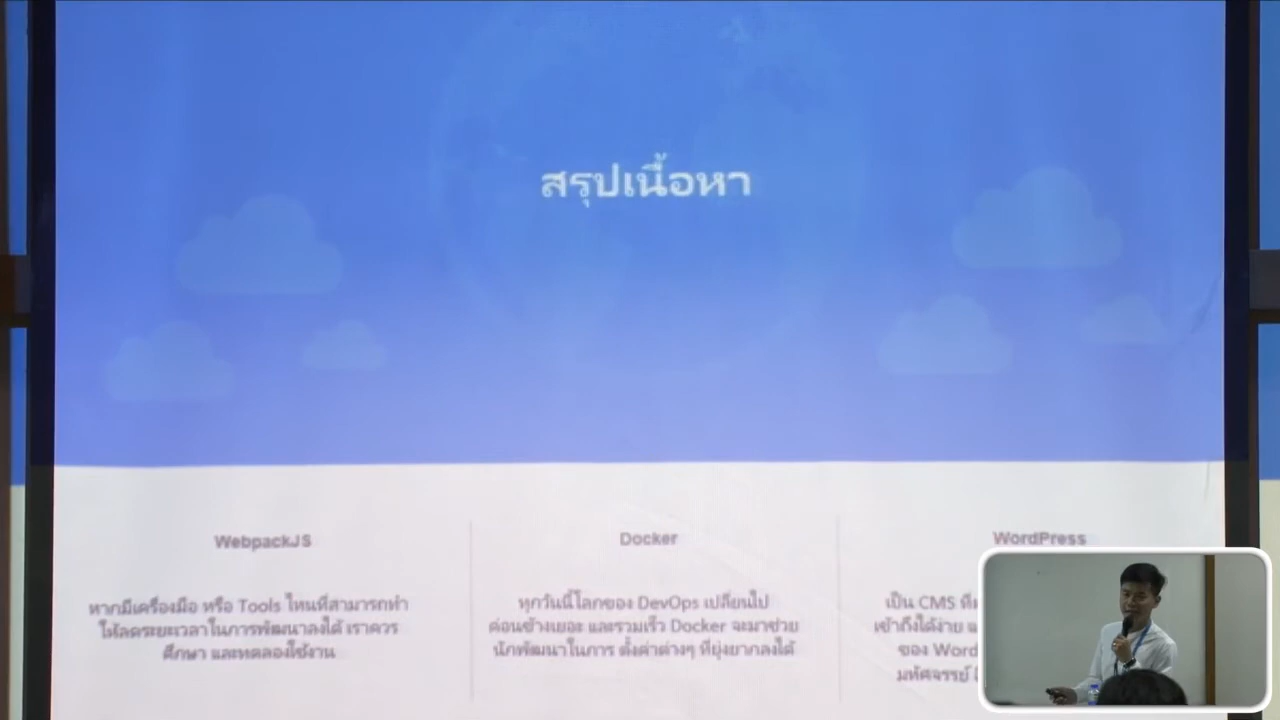 สรุปเนื้อหา
WebpackJS
หากมีเครื่องมือ หรือ Tools ไหนที่สามารถทำ
ให้ลดระยะเวลาในการพัฒนาลงได้ เราควร
ศึกษา และทดลองใช้งาน
Docker
ทุกวันนี้โลกของ DevOps เปลี่ยนไป
ค่อนข้างเยอะ และรวมเร็ว Docker จะมาช่วย
นักพัฒนาในการ ตั้งค่าต่างๆ ที่ยุ่งยากลงได้
WordPress
เป็น CMS
เข้าถึงได้ง่าย
ของ Word
มหัศจรรย์